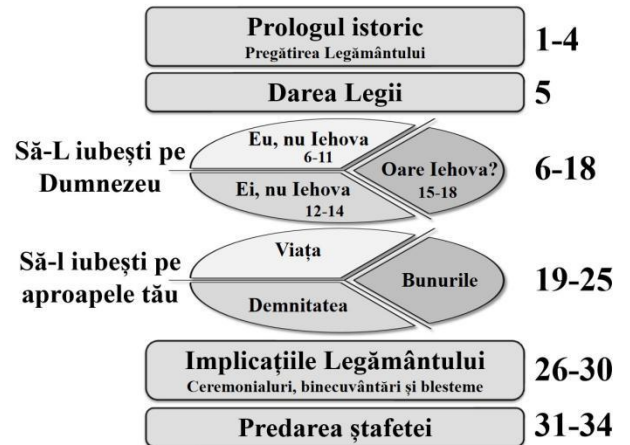 Prologul istoric
Pregătirea Legământului
1-4
Darea Legii
5
Să-L iubești pe
Dumnezeu
Eu, nu Iehova
6-11
Ei, nu Iehova
12-14
Oare Iehova?
15-18
6-18
Să-l iubești pe
aproapele tău
Viața
Demnitatea
Bunurile
19-25
Implicațiile Legământului
Ceremonialuri, binecuvântări și blesteme
26-30
Predarea ștafetei
31-34